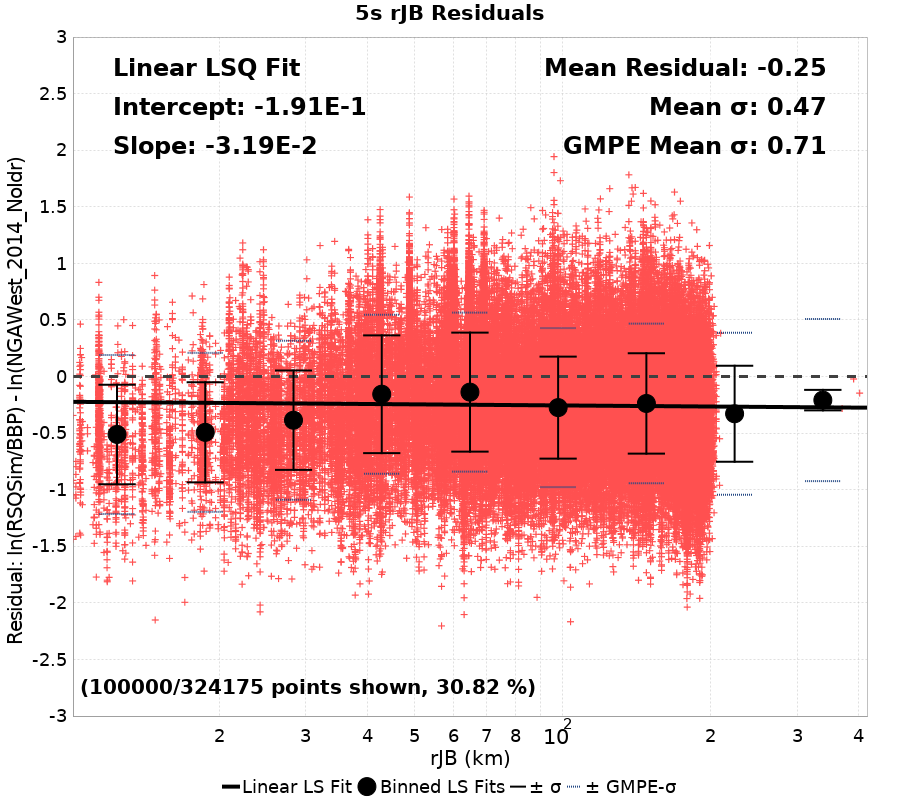 5s rJB Residuals
Linear LSQ Fit
Intercept: -1.91E-1
Slope: -3.19E-2
Mean Residual: -0.25
Mean σ: 0.47
GMPE Mean σ: 0.71
3
2.5
2
1.5
1
0.5
0
-0.5
-1
-1.5
-2
-2.5
-3
Residual: ln(RSQSim/BBP) - ln(NGAWest_2014_NoIdr)
(100000/324175 points shown, 30.82 %)
2 3 4 5 6 7 8 10² 2 3 4
rJB (km)
Linear LS Fit Binned LS Fits ± σ ± GMPE-σ